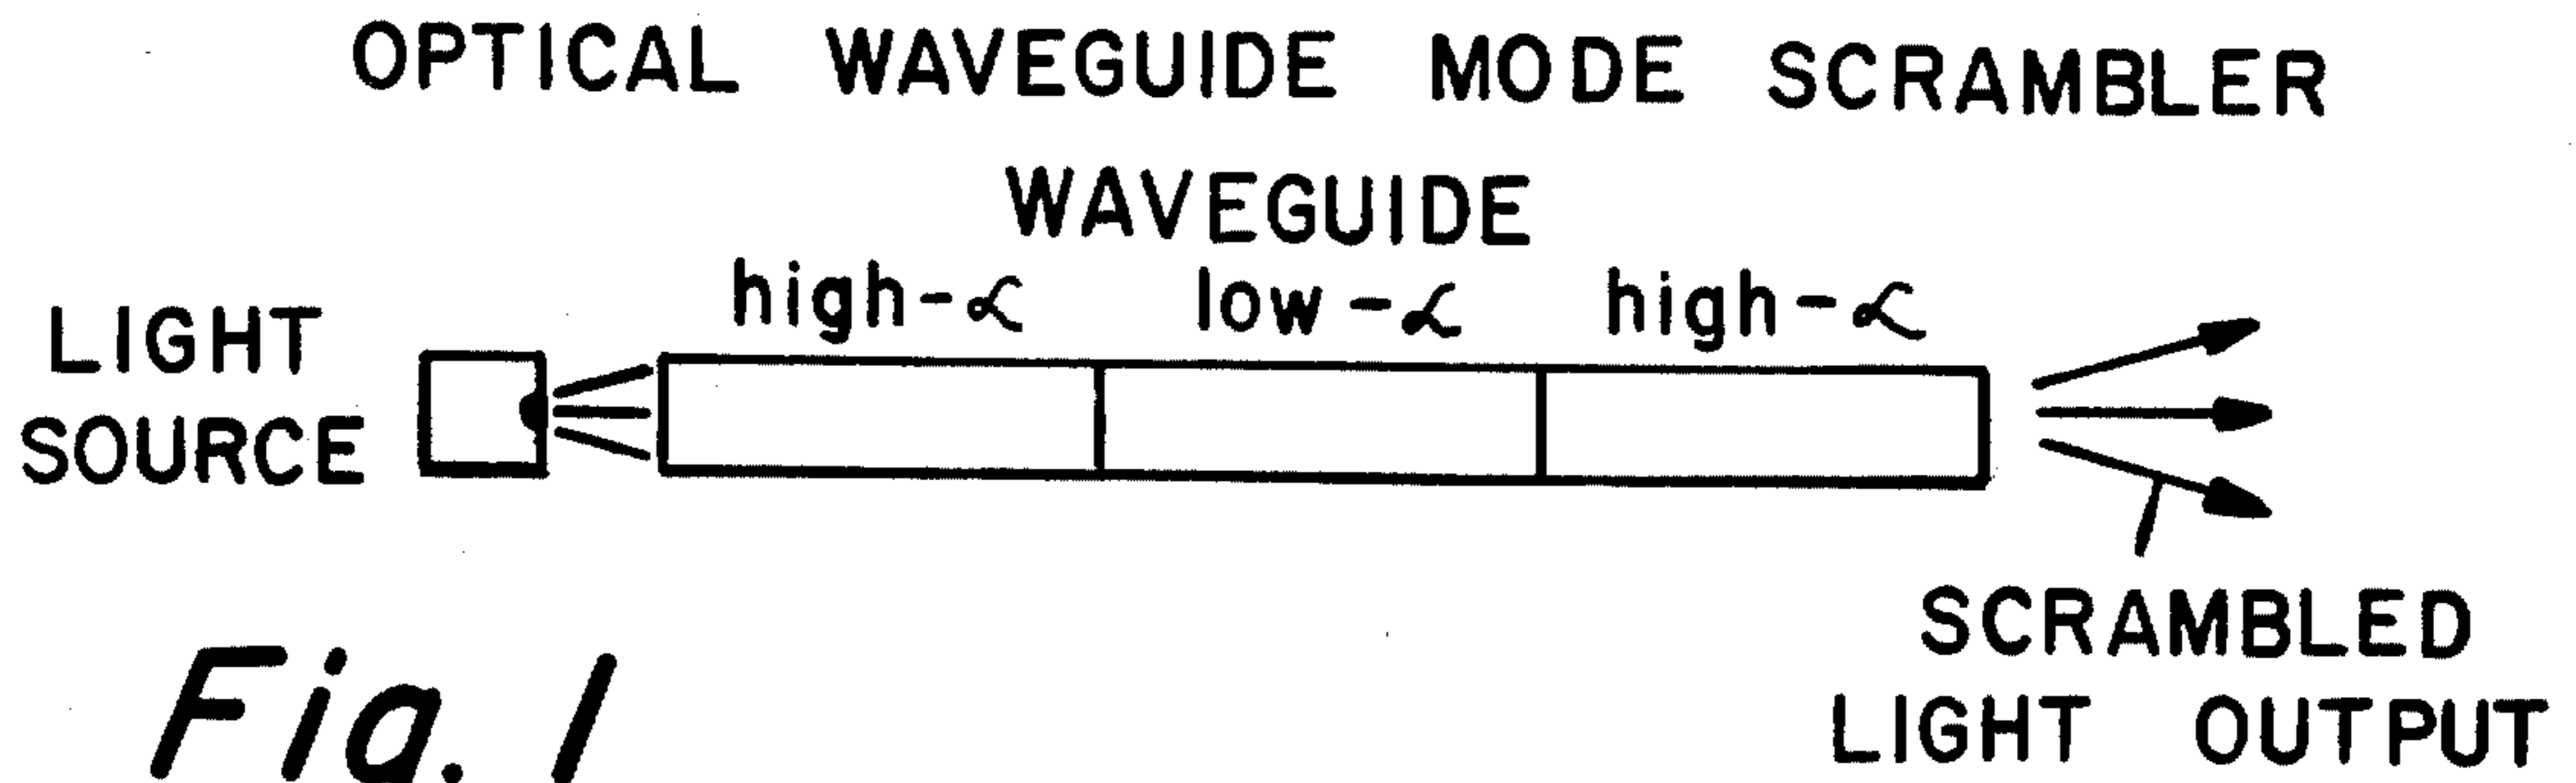 OPTICAL WAVEGUIDE MODE SCRAMBLER
WAVEGUIDE
high-α low-α high-α
LIGHT
SOURCE
SCRAMBLED
LIGHT OUTPUT
Fig. 1